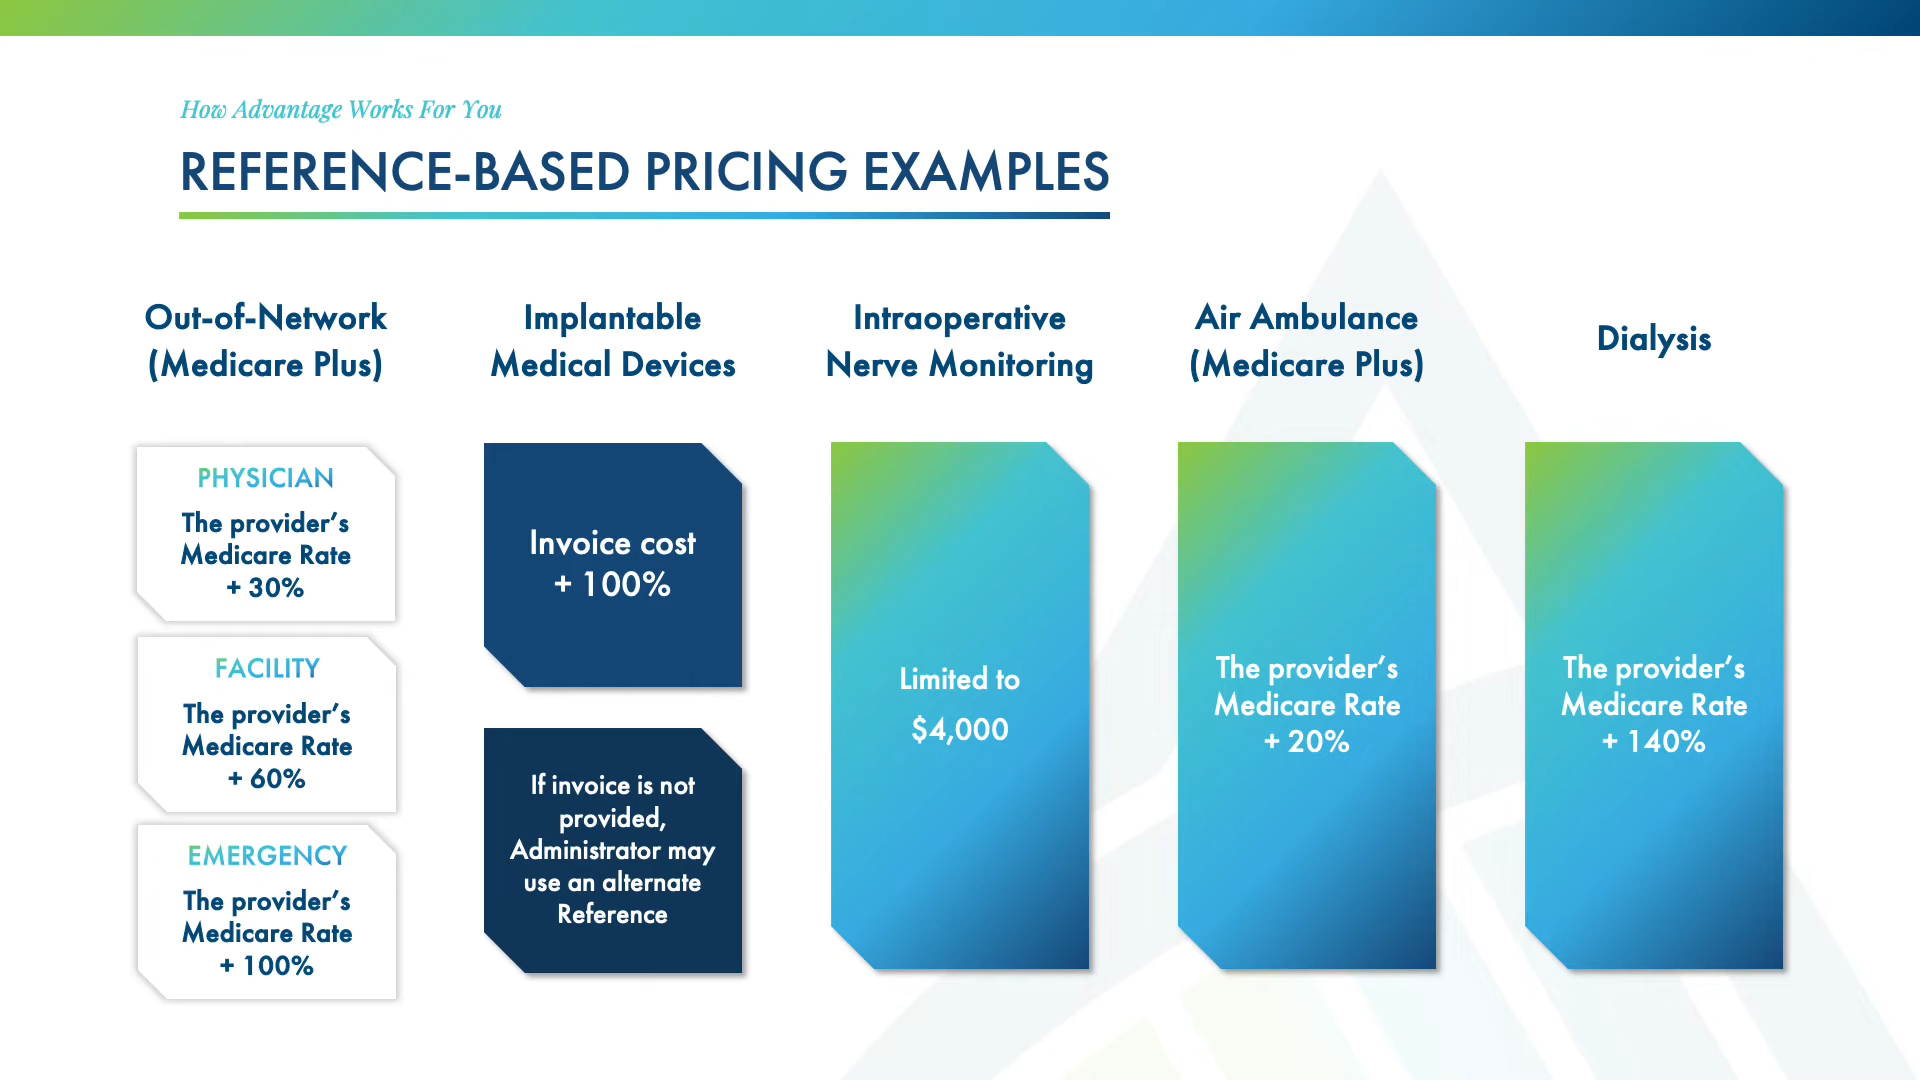 How Advantage Works For You
REFERENCE-BASED PRICING EXAMPLES
Out-of-Network
(Medicare Plus)
PHYSICIAN
The provider’s
Medicare Rate
+ 30%
FACILITY
The provider’s
Medicare Rate
+ 60%
EMERGENCY
The provider’s
Medicare Rate
+ 100%
Implantable
Medical Devices
Invoice cost
+ 100%
If invoice is not
provided,
Administrator may
use an alternate
Reference
Intraoperative
Nerve Monitoring
Limited to
$4,000
Air Ambulance
(Medicare Plus)
The provider’s
Medicare Rate
+ 20%
Dialysis
The provider’s
Medicare Rate
+ 140%